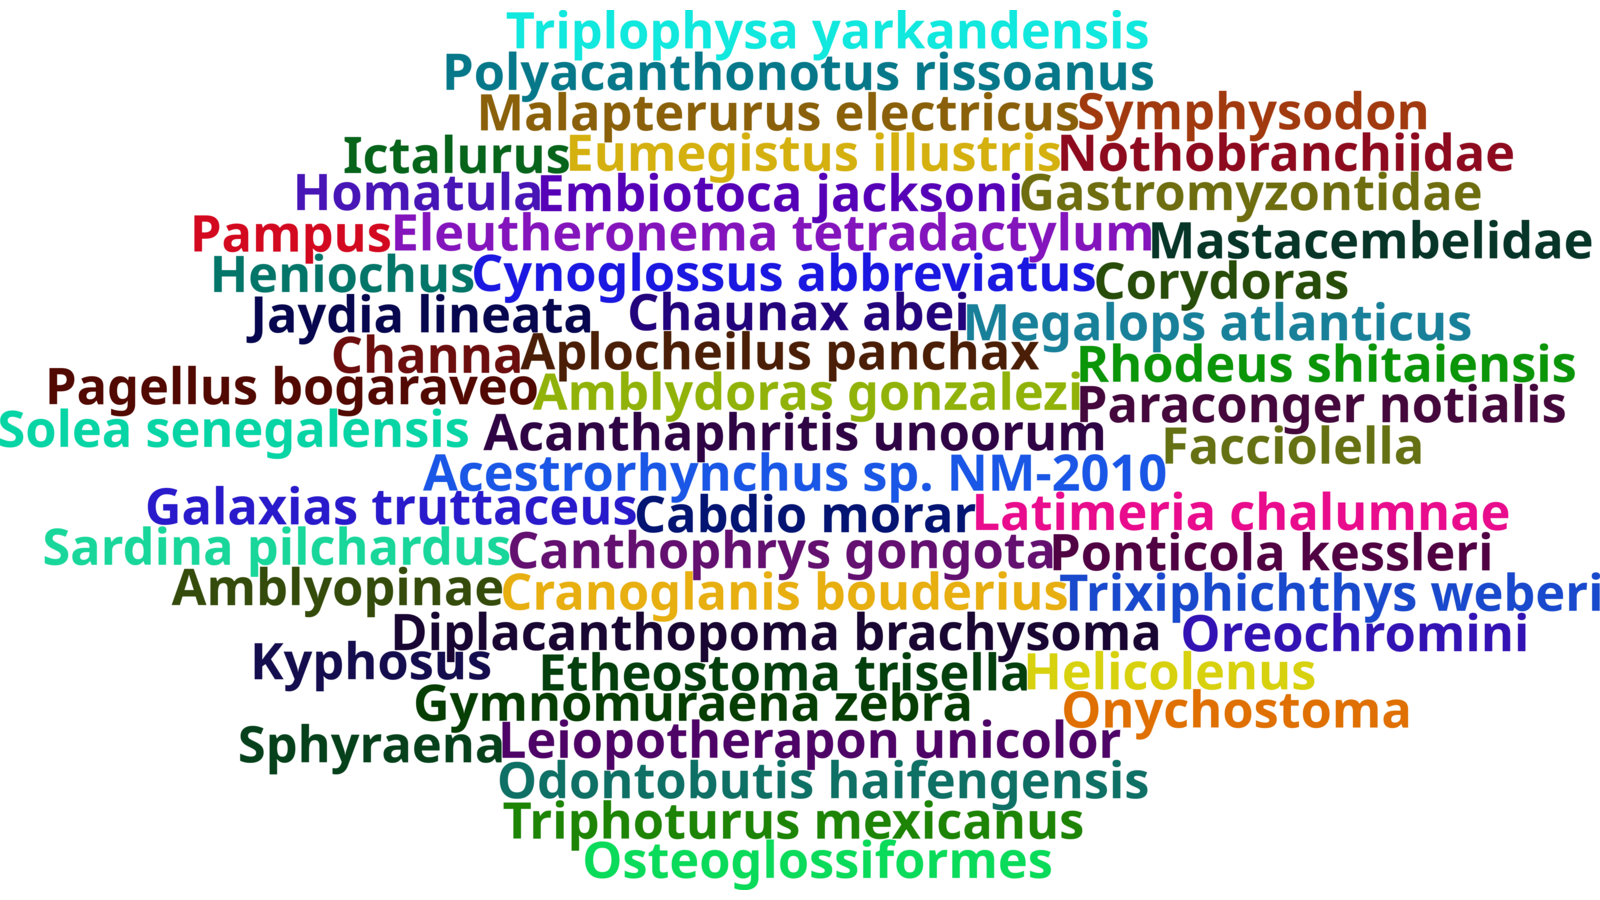 Triplophysa yarkandensis
Polyacanthonotus rissoanus
Malapterurus electricus Symphysodon
Ictalurus Eumegistus illustris Nothobranchiidae
Homatula Embiotoca jacksoni Gastromyzontidae
Pampus Eleutheronema tetradactylum Mastacembelidae
Heniochus Cynoglossus abbreviatus Corydoras
Jaydia lineata Chaunax abei Megalops atlanticus
Channa Aplocheilus panchax Rhodeus shitaiensis
Pagellus bogaraveo Amblydoras gonzalezi Paraconger notialis
Solea senegalensis Acanthaphritis unoorum Facciolella
Acestrorhynchus sp. NM-2010
Galaxias truttaceus Cabdio morar Latimeria chalumnae
Sardina pilchardus Canthophrys gongota Ponticola kessleri
Amblyopinae Cranoglanis bouderius Trixiphichthys weberi
Diplacanthopoma brachysoma Oreochromini
Kyphosus Etheostoma trisella Helicolenus
Gymnomuraena zebra Onychostoma
Sphyraena Leiopotherapon unicolor
Odontobutis haifengensis
Triphoturus mexicanus
Osteoglossiformes